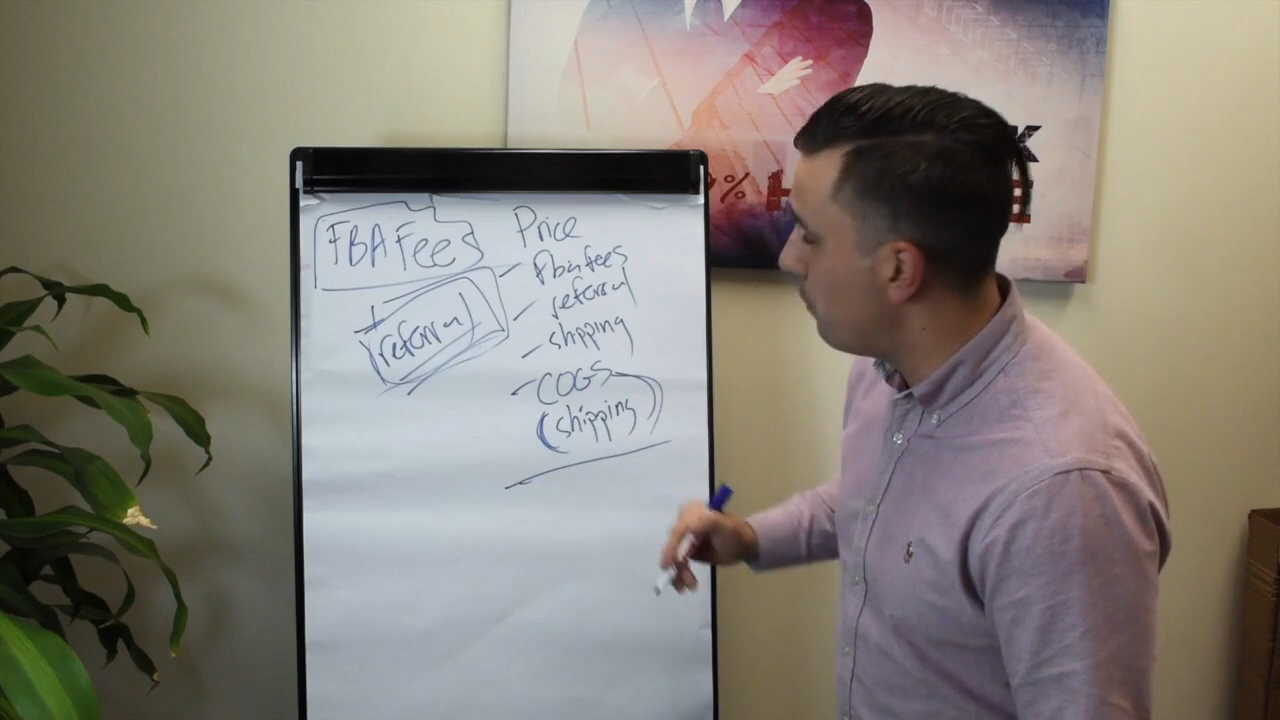 FBA Fees
+
(referral)
Price
- fba fees
- referral
- shipping
- COGS
(shipping)
% H
K
E